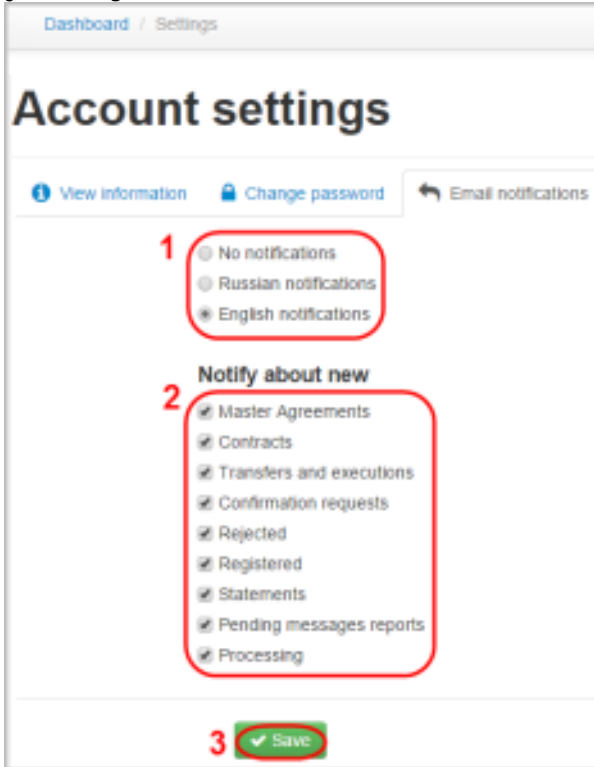 Dashboard / Settings
Account settings
View information Change password Email notifications
1
No notifications
Russian notifications
English notifications
Notify about new
2
Master Agreements
Contracts
Transfers and executions
Confirmation requests
Rejected
Registered
Statements
Pending messages reports
Processing
3 Save